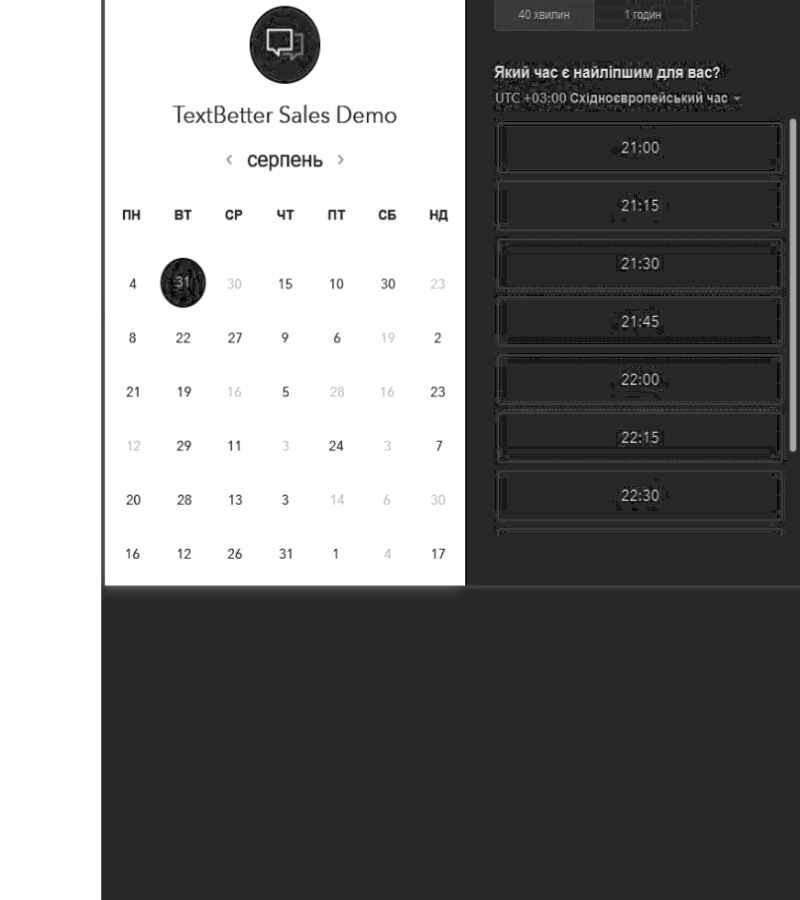 TextBetter Sales Demo
‹ серпень ›
ПН ВТ СР ЧТ ПТ СБ НД
4 31 30 15 10 30 23
8 22 27 9 6 19 2
21 19 16 5 28 16 23
12 29 11 3 24 3 7
20 28 13 3 14 6 30
16 12 26 31 1 4 17
40 хвилин 1 годин
Який час є найліпшим для вас?
UTC +03:00 Східноєвропейський час
21:00
21:15
21:30
21:45
22:00
22:15
22:30